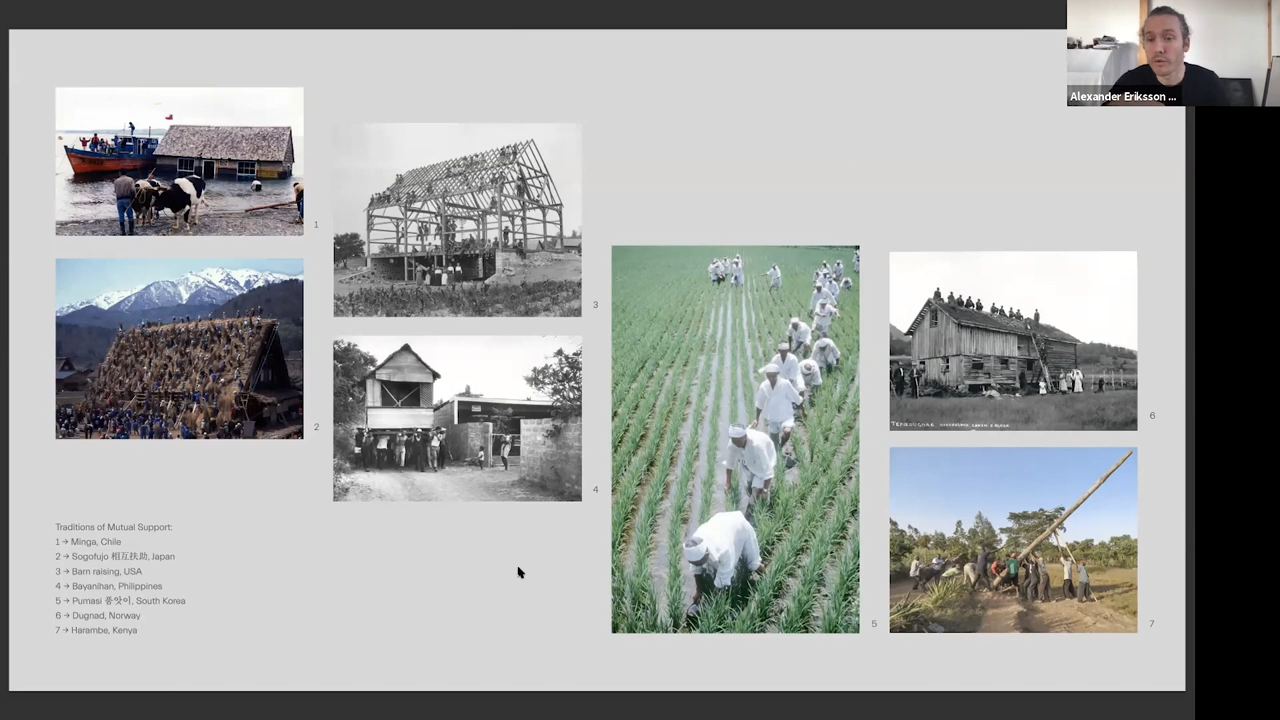 Alexander Eriksson ...
1
2
3
4
5
6
7
Traditions of Mutual Support:
1 → Minga, Chile
2 → Sogofujo 相互扶助, Japan
3 → Barn raising, USA
4 → Bayanihan, Philippines
5 → Pumasi 품앗이, South Korea
6 → Dugnad, Norway
7 → Harambe, Kenya